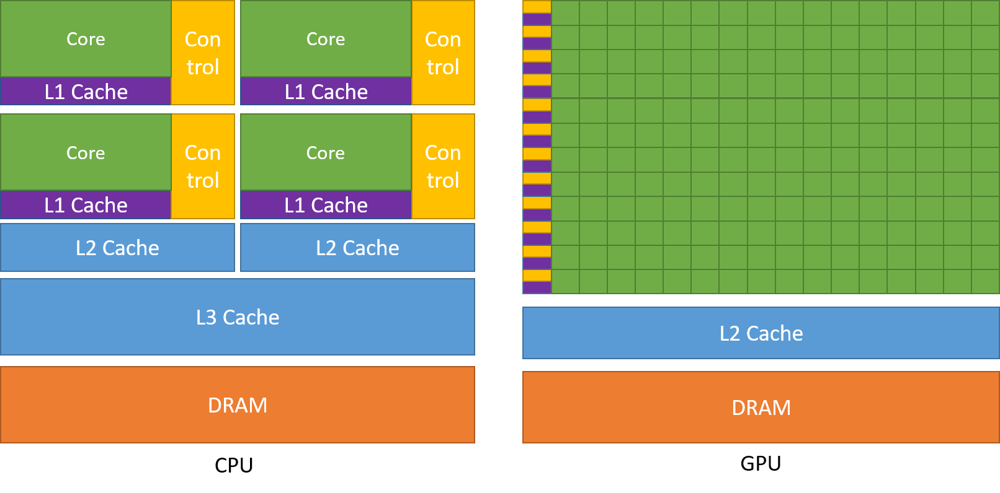 Core
Con
trol
L1 Cache
Core
Con
trol
L1 Cache
Core
Con
trol
L1 Cache
Core
Con
trol
L1 Cache
L2 Cache
L2 Cache
L3 Cache
DRAM
CPU
L2 Cache
DRAM
GPU